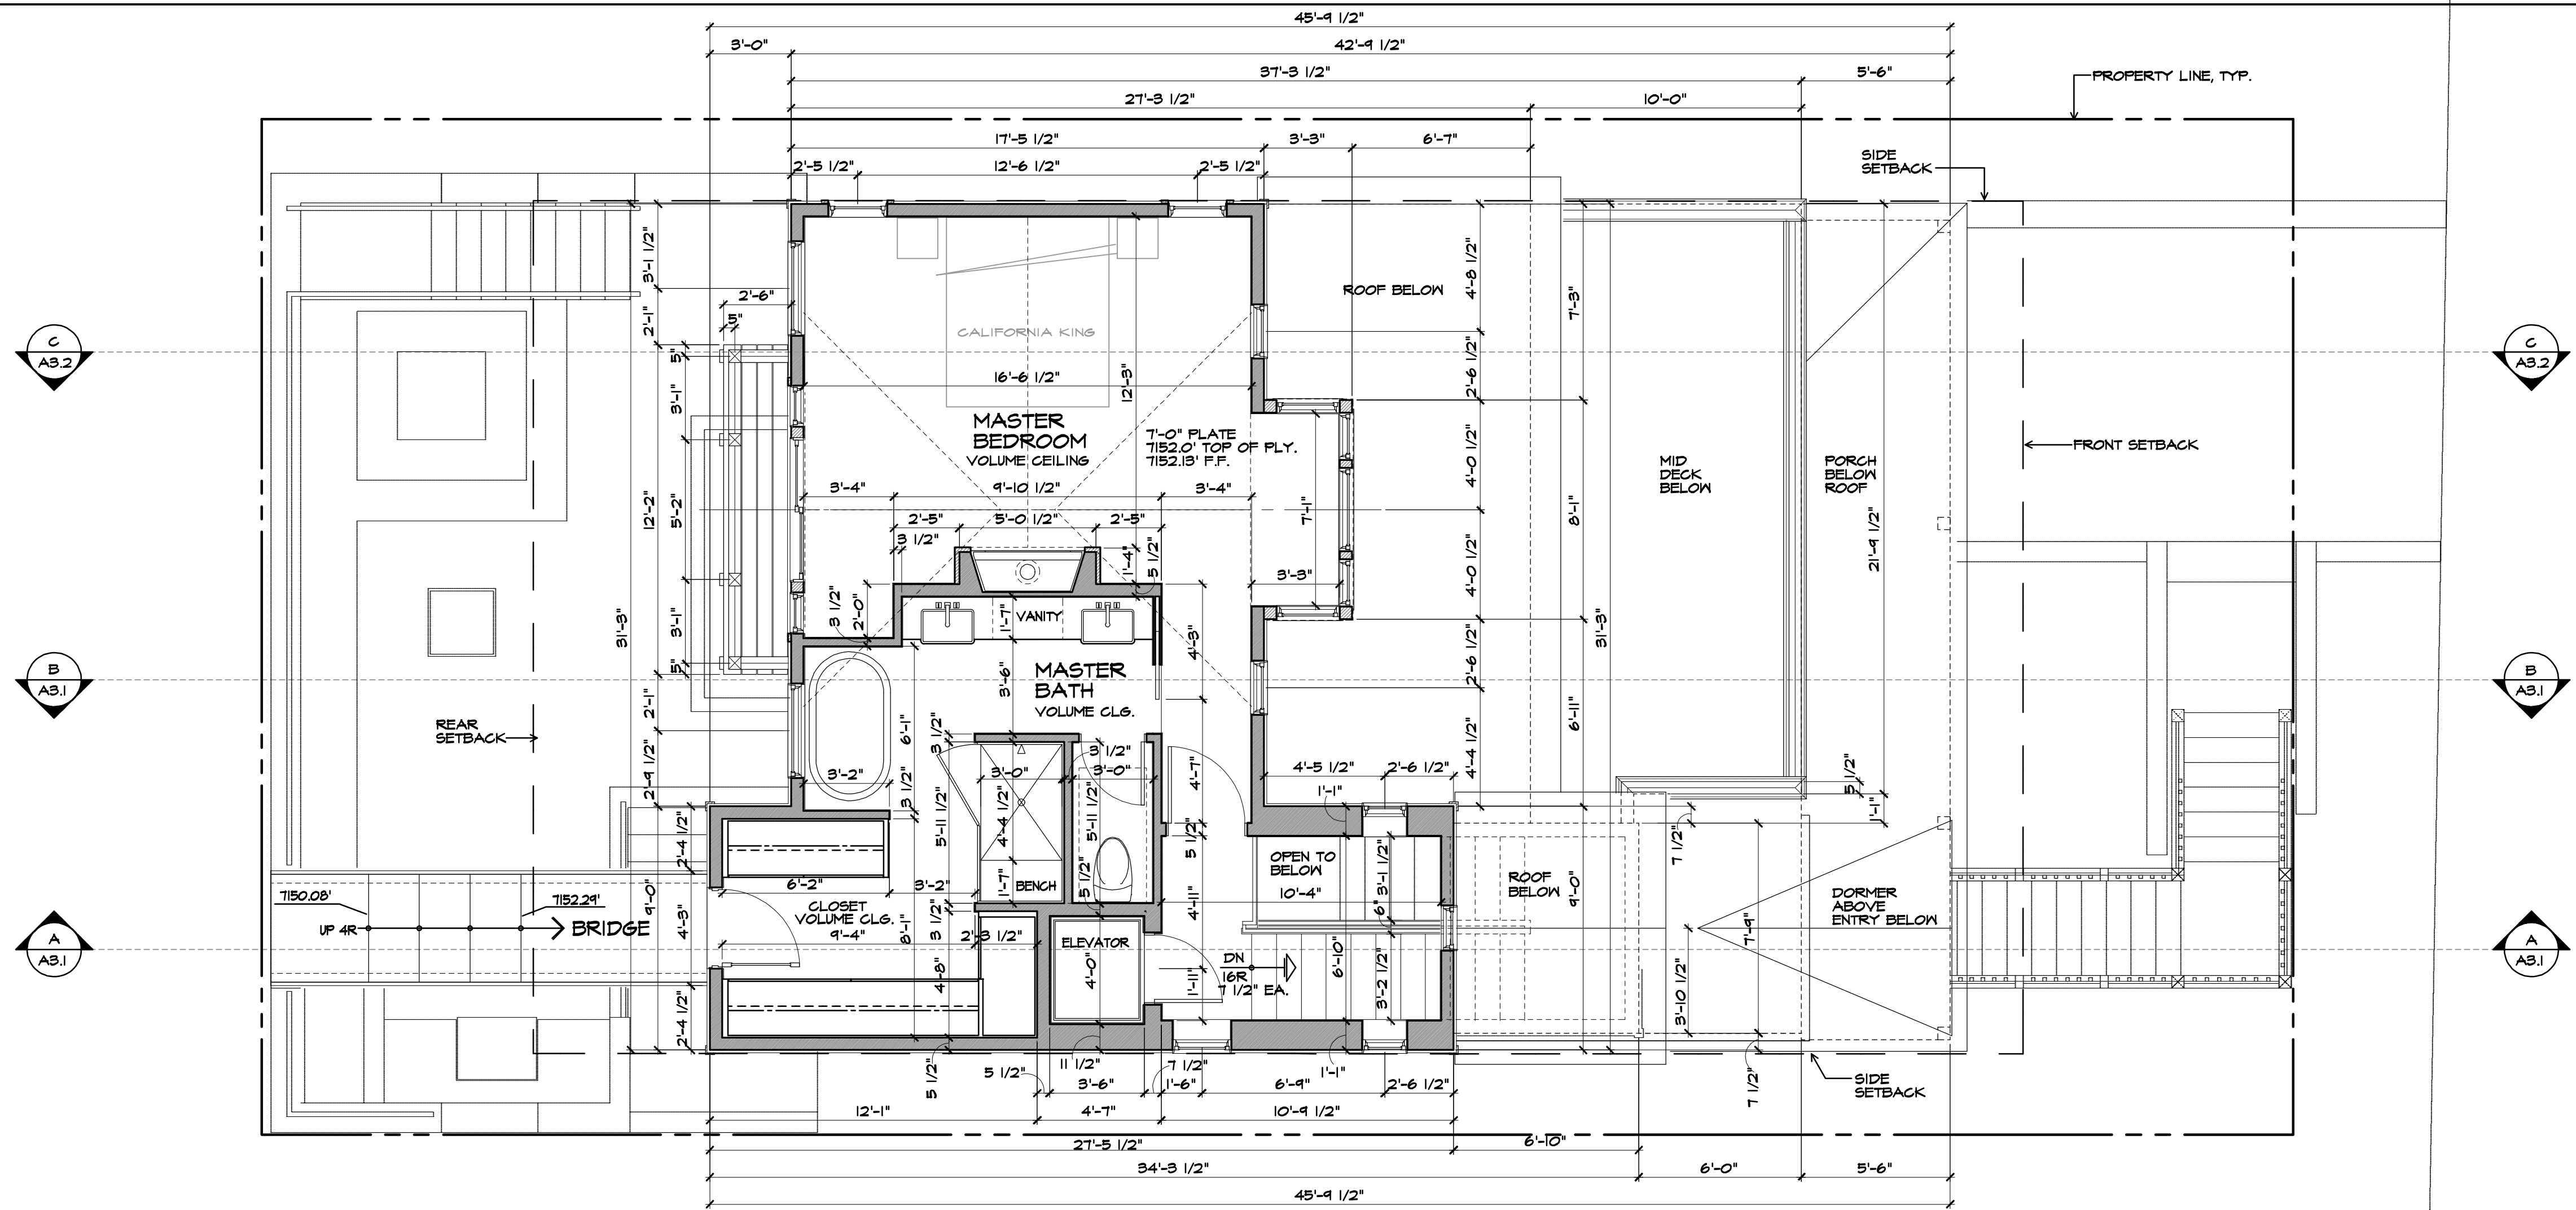 45'-9 1/2"
3'-0"
42'-9 1/2"
37'-3 1/2"
5'-6"
PROPERTY LINE, TYP.
27'-3 1/2"
10'-0"
17'-5 1/2"
3'-3"
6'-7"
2'-5 1/2"
12'-6 1/2"
2'-5 1/2"
SIDE
SETBACK
3'-1 1/2"
4'-8 1/2"
7'-3"
2'-6"
5"
ROOF BELOW
2'-1"
CALIFORNIA KING
C
A3.2
C
A3.2
5"
16'-6 1/2"
12'-3"
2'-6 1/2"
3'-1"
MASTER
BEDROOM
VOLUME CEILING
7'-0" PLATE
7152.0' TOP OF PLY.
7152.13' F.F.
4'-0 1/2"
FRONT SETBACK
MID
DECK
BELOW
PORCH
BELOW
ROOF
3'-4"
9'-10 1/2"
3'-4"
12'-2"
5'-2"
7'-1"
8'-1"
2'-5"
5'-0 1/2"
2'-5"
3 1/2"
5 1/2"
1'-4"
21'-9 1/2"
4'-0 1/2"
3'-3"
3 1/2"
2'-0"
1'-7"
VANITY
31'-3"
3'-1"
4'-3"
31'-3"
2'-6 1/2"
5"
B
A3.1
B
A3.1
3'-6"
MASTER
BATH
VOLUME CLG.
2'-1"
REAR
SETBACK
6'-1"
3 1/2"
6'-11"
4'-4 1/2"
2'-9 1/2"
3'-2"
3 1/2"
3'-0"
3 1/2"
3'-0"
4'-7"
4'-5 1/2"
2'-6 1/2"
5 1/2"
1'-1"
1'-1"
2'-4 1/2"
5'-11 1/2"
4'-4 1/2"
5'-11 1/2"
5 1/2"
7 1/2"
OPEN TO
BELOW
10'-4"
3'-1 1/2"
6'-2"
3'-2"
1'-7"
BENCH
5 1/2"
ROOF
BELOW
9'-0"
7150.08'
7152.29'
UP 4R
BRIDGE
9'-0"
4'-3"
CLOSET
VOLUME CLG.
9'-4"
8'-1"
3 1/2"
2'-3 1/2"
4'-11"
6"
DORMER
ABOVE
ENTRY BELOW
7'-9"
A
A3.1
A
A3.1
ELEVATOR
4'-0"
4'-8"
DN
16R
7 1/2" EA.
6'-10"
1'-11"
3'-2 1/2"
3'-10 1/2"
2'-4 1/2"
5 1/2"
5 1/2"
11 1/2"
3'-6"
7 1/2"
1'-6"
6'-9"
1'-1"
2'-6 1/2"
7 1/2"
SIDE
SETBACK
12'-1"
4'-7"
10'-9 1/2"
27'-5 1/2"
6'-10"
34'-3 1/2"
6'-0"
5'-6"
45'-9 1/2"